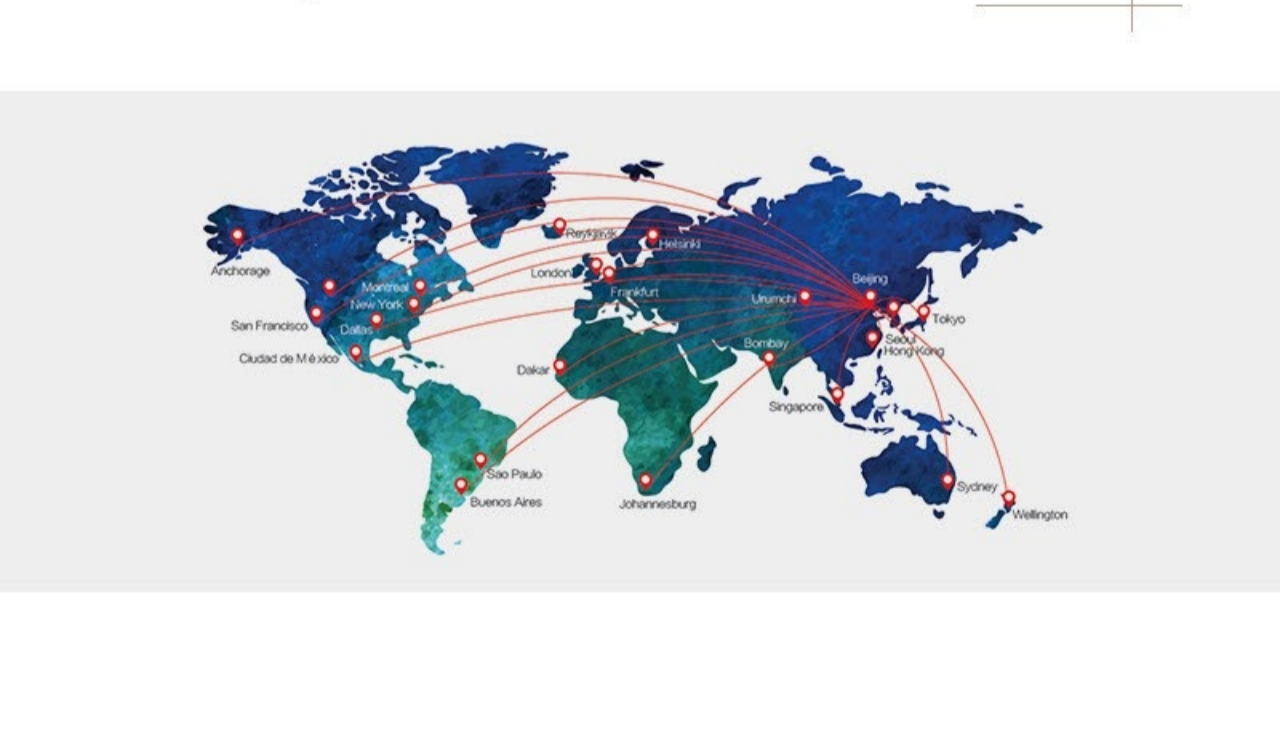 Reykjavik
Helsinki
Anchorage
London
Beijing
Montreal
Frankfurt
Urumchi
New York
San Francisco
Dallas
Tokyo
Seoul
Bombay
Hong Kong
Ciudad de México
Dakar
Singapore
Sao Paulo
Sydney
Buenos Aires
Johannesburg
Wellington